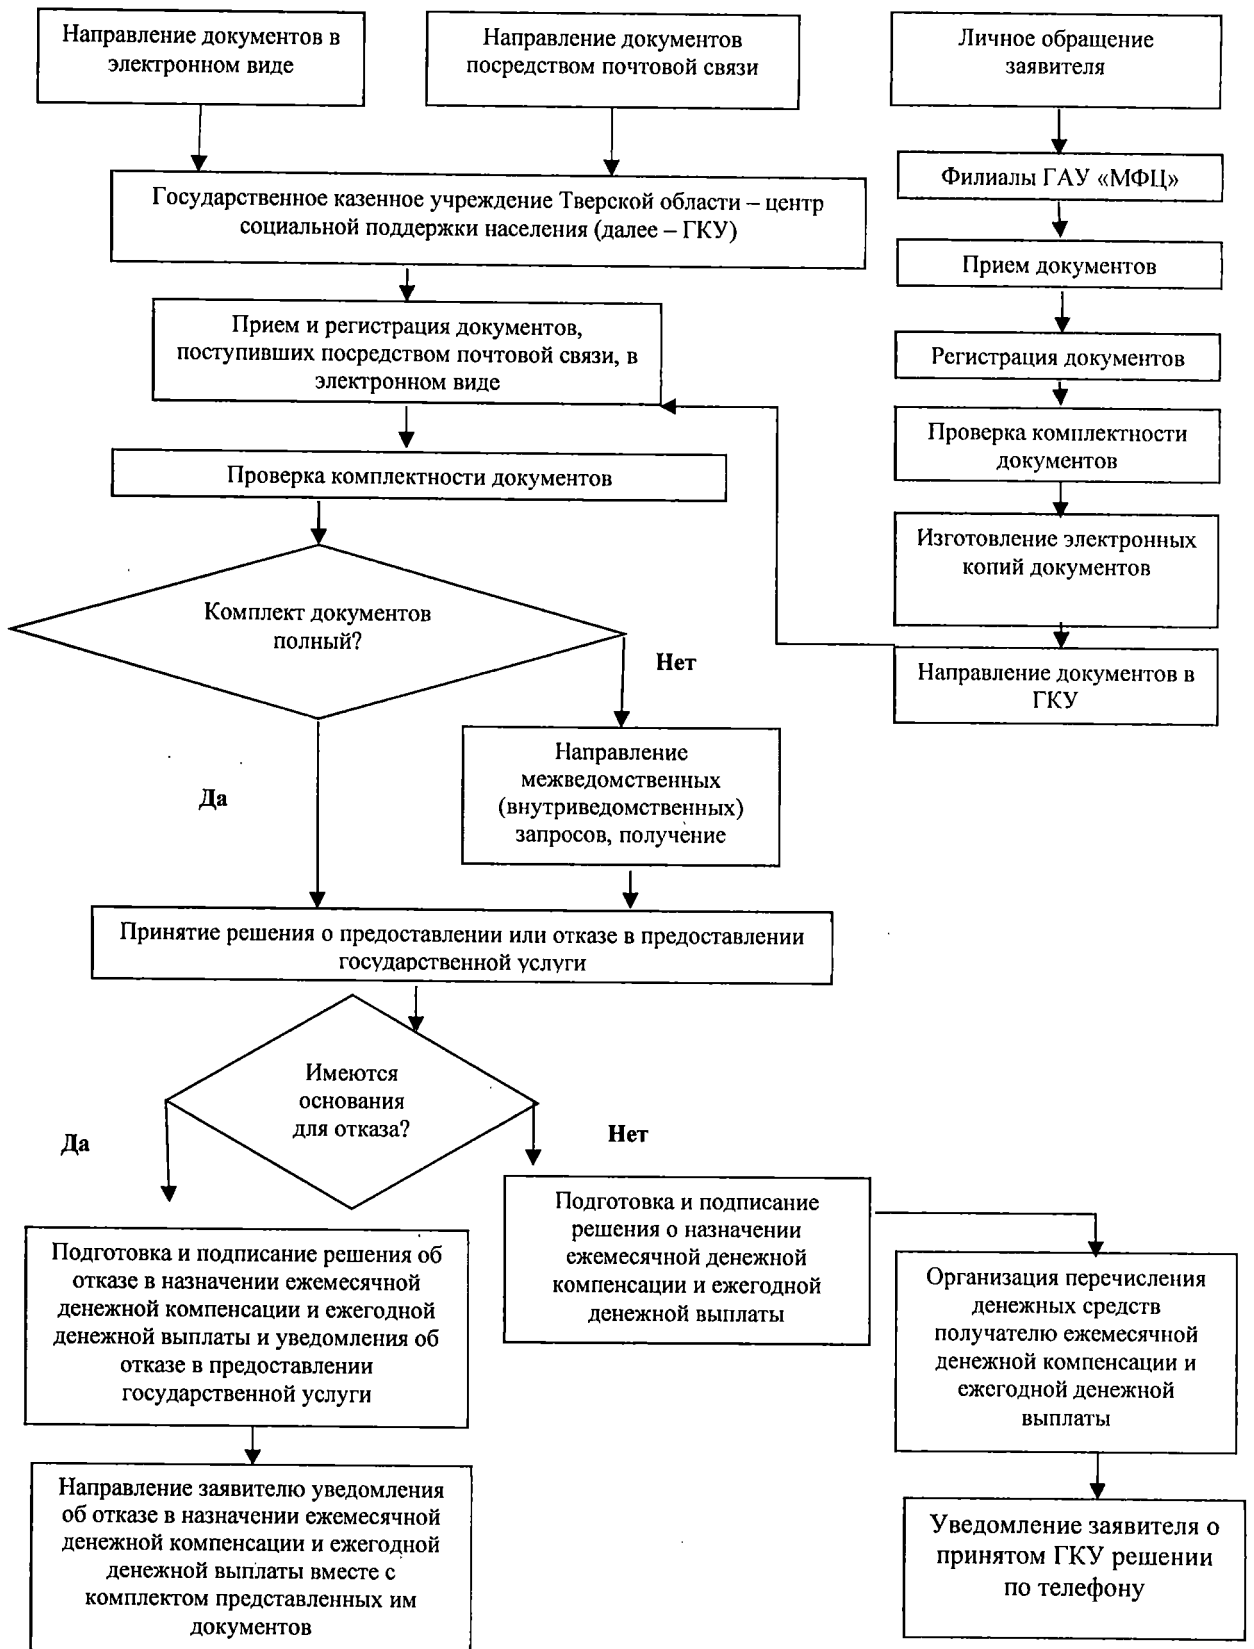 Направление документов в
электронном виде
Направление документов
посредством почтовой связи
Личное обращение
заявителя
Филиалы ГАУ «МФЦ»
Государственное казенное учреждение Тверской области – центр
социальной поддержки населения (далее – ГКУ)
Прием документов
Прием и регистрация документов,
поступивших посредством почтовой связи, в
электронном виде
Регистрация документов
Проверка комплектности
документов
Проверка комплектности документов
Изготовление электронных
копий документов
Комплект документов
полный?
Нет
Направление документов в
ГКУ
Да
Направление
межведомственных
(внутриведомственных)
запросов, получение
Принятие решения о предоставлении или отказе в предоставлении
государственной услуги
Имеются
основания
для отказа?
Да
Нет
Подготовка и подписание
решения о назначении
ежемесячной денежной
компенсации и ежегодной
денежной выплаты
Подготовка и подписание решения об
отказе в назначении ежемесячной
денежной компенсации и ежегодной
денежной выплаты и уведомления об
отказе в предоставлении
государственной услуги
Организация перечисления
денежных средств
получателю ежемесячной
денежной компенсации и
ежегодной денежной
выплаты
Направление заявителю уведомления
об отказе в назначении ежемесячной
денежной компенсации и ежегодной
денежной выплаты вместе с
комплектом представленных им
документов
Уведомление заявителя о
принятом ГКУ решении
по телефону